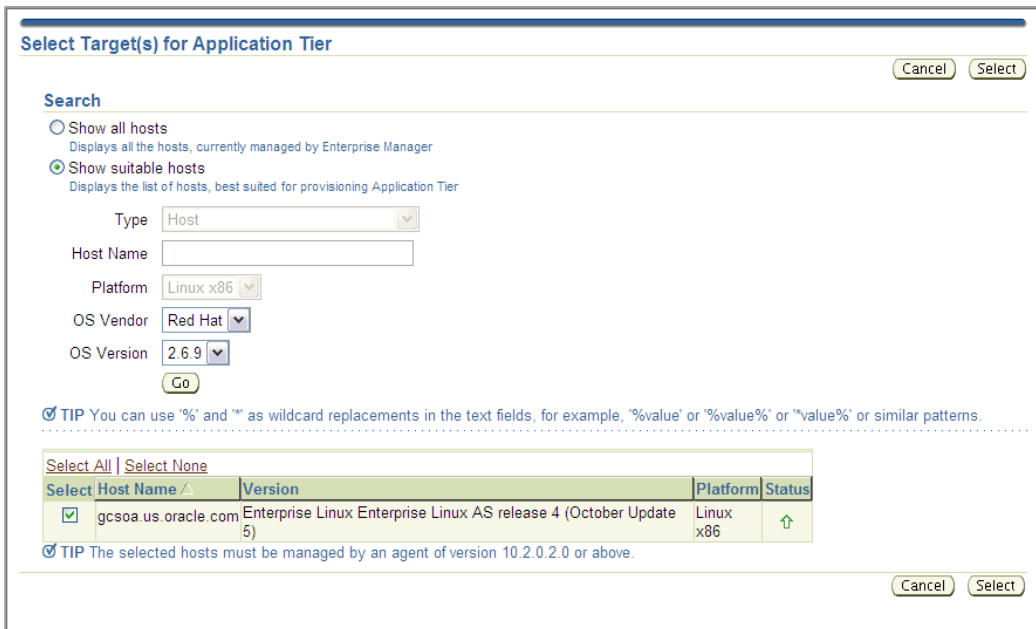 Select Target(s) for Application Tier
Cancel Select
Search
Show all hosts
Displays all the hosts, currently managed by Enterprise Manager
Show suitable hosts
Displays the list of hosts, best suited for provisioning Application Tier
Type Host
Host Name
Platform Linux x86
OS Vendor Red Hat
OS Version 2.6.9
Go
TIP You can use '%' and '*' as wildcard replacements in the text fields, for example, '%value' or '%value%' or '*value%' or similar patterns.
Select All | Select None
Select Host Name Version Platform Status
gcsoa.us.oracle.com Enterprise Linux Enterprise Linux AS release 4 (October Update Linux
5) x86
TIP The selected hosts must be managed by an agent of version 10.2.0.2.0 or above.
Cancel Select